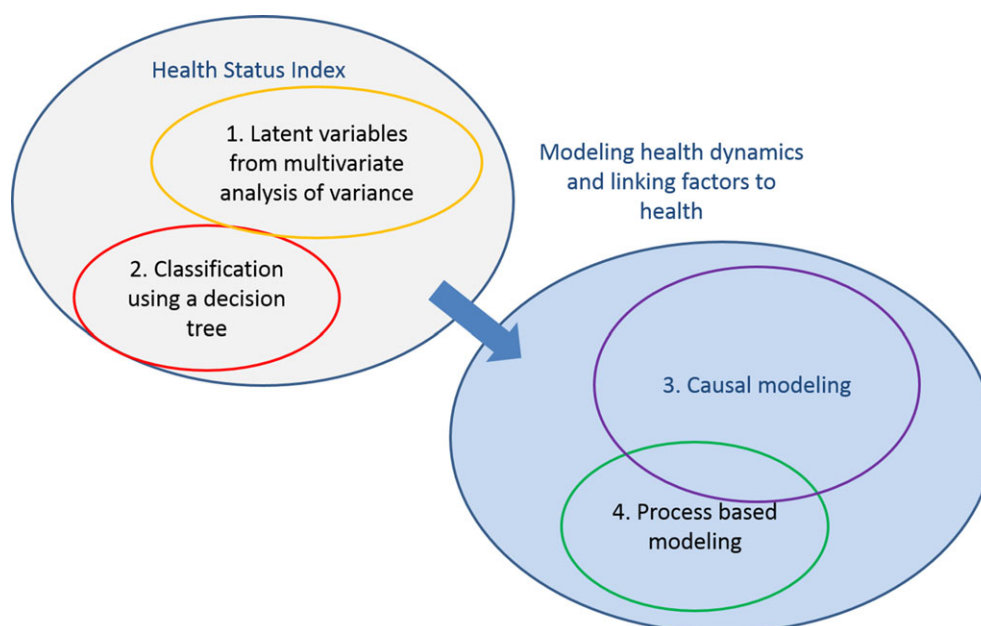 Health Status Index
1. Latent variables
from multivariate
analysis of variance
2. Classification
using a decision
tree
Modeling health dynamics
and linking factors to
health
3. Causal modeling
4. Process based
modeling